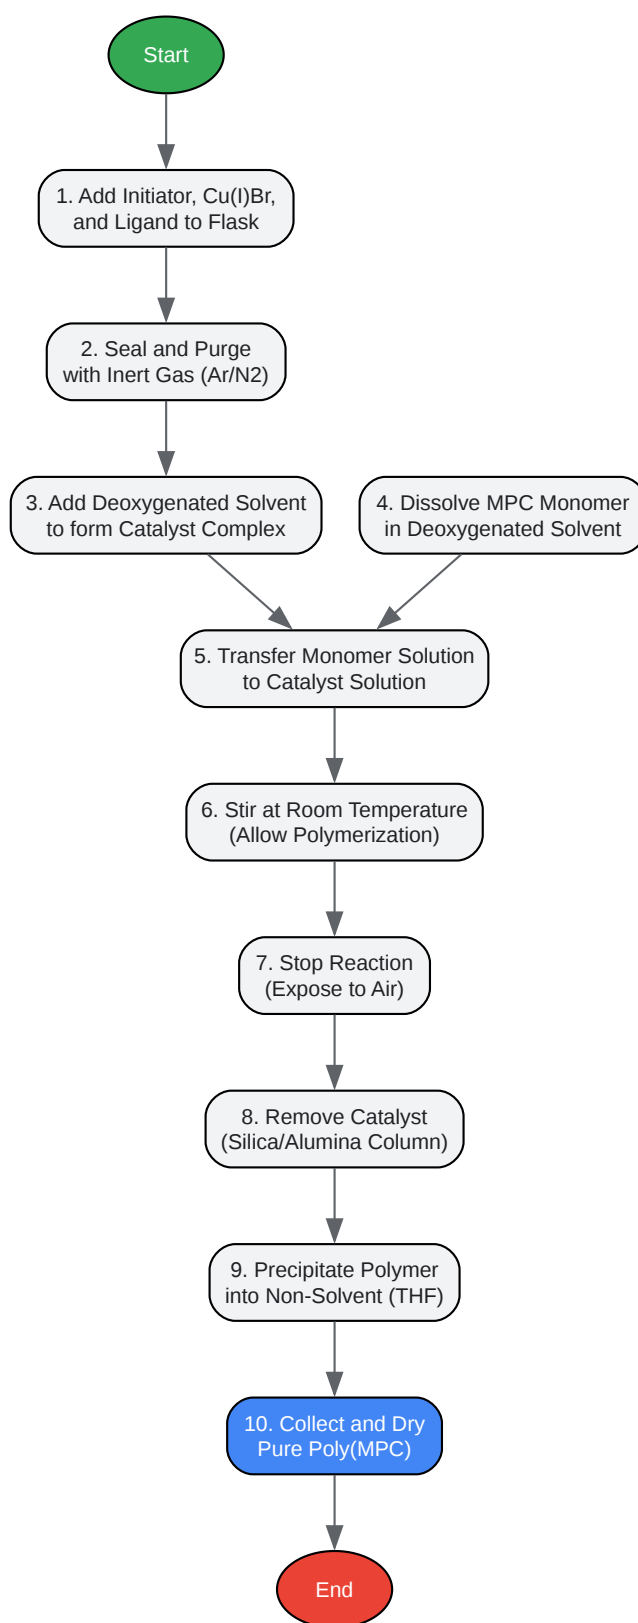 Start
1. Add Initiator, Cu(I)Br,
and Ligand to Flask
2. Seal and Purge
with Inert Gas (Ar/N2)
3. Add Deoxygenated Solvent
to form Catalyst Complex
4. Dissolve MPC Monomer
in Deoxygenated Solvent
5. Transfer Monomer Solution
to Catalyst Solution
6. Stir at Room Temperature
(Allow Polymerization)
7. Stop Reaction
(Expose to Air)
8. Remove Catalyst
(Silica/Alumina Column)
9. Precipitate Polymer
into Non-Solvent (THF)
10. Collect and Dry
Pure Poly(MPC)
End